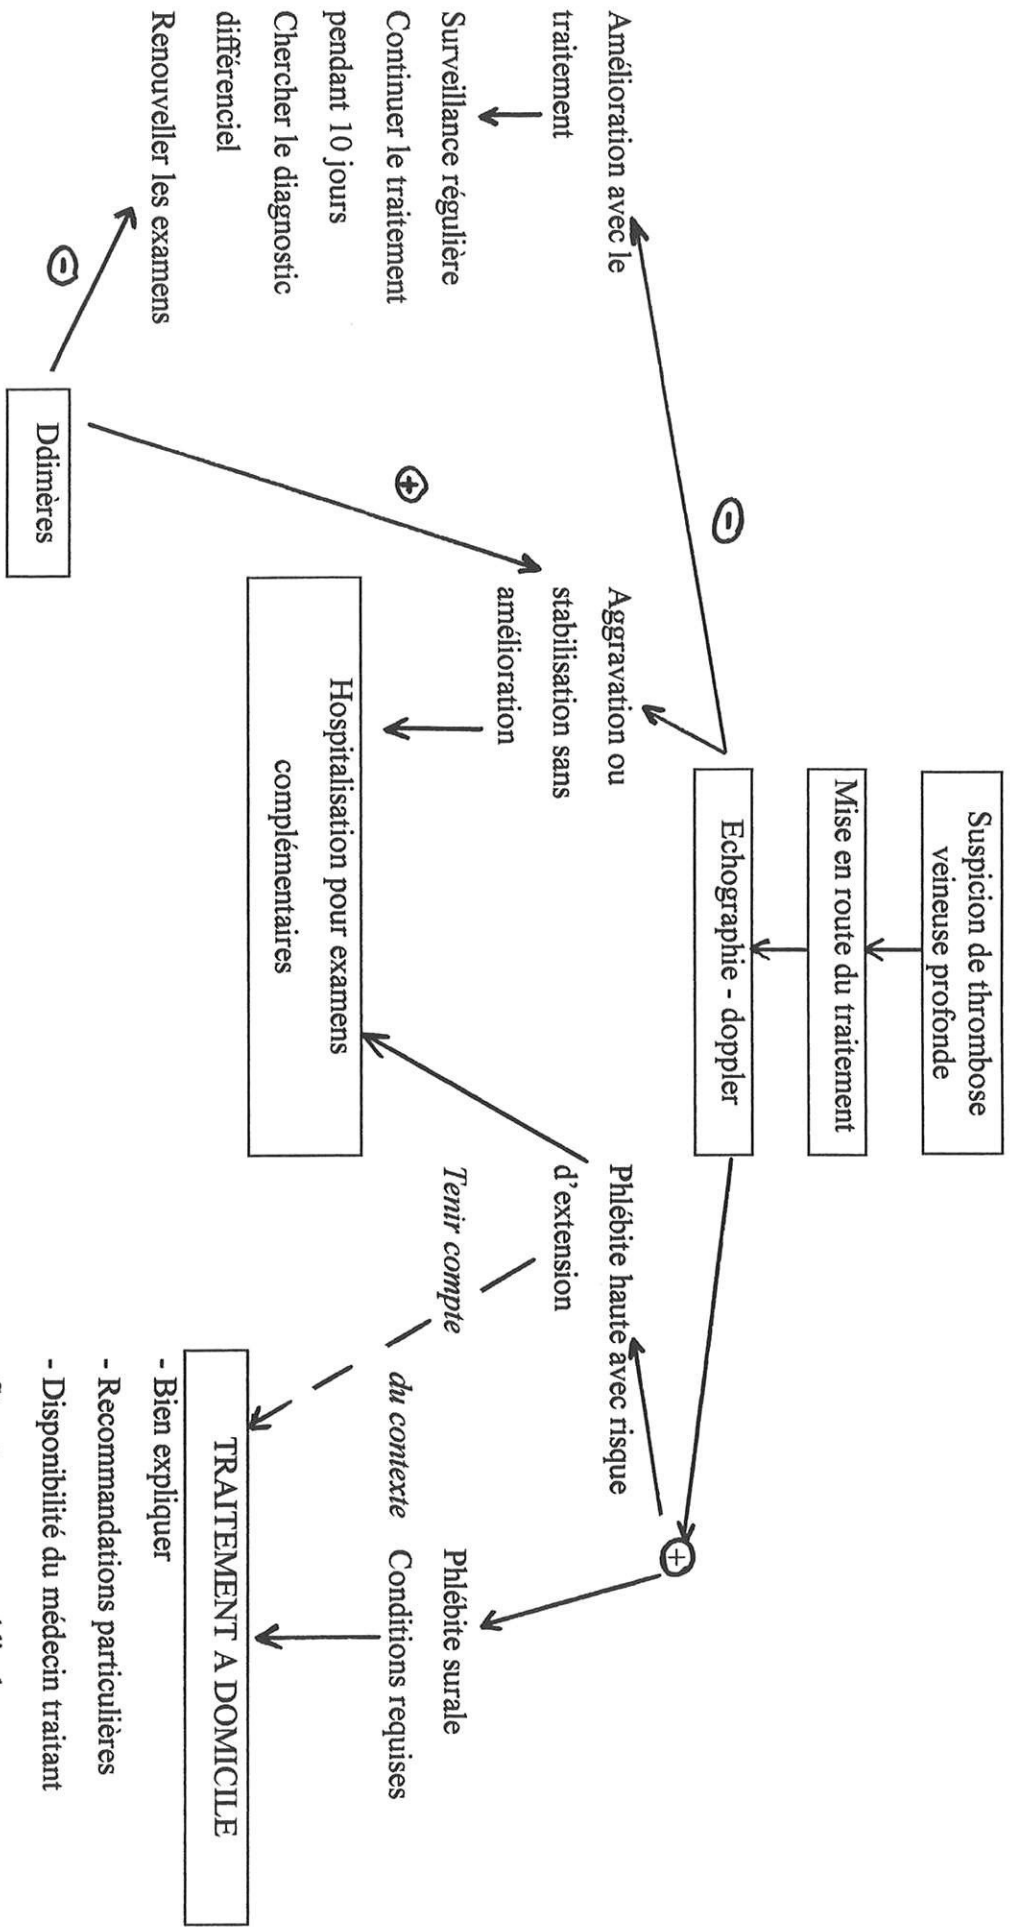 Suspicion de thrombose
veineuse profonde
Mise en route du traitement
Echographie - doppler
-
+
Amélioration avec le
traitement
Surveillance régulière
Continuer le traitement
pendant 10 jours
Chercher le diagnostic
différenciel
Renouveller les examens
Aggravation ou
stabilisation sans
amélioration
Hospitalisation pour examens
complémentaires
Phlébite haute avec risque
d'extension
Tenir compte
du contexte
Phlébite surale
Conditions requises
TRAITEMENT A DOMICILE
- Bien expliquer
- Recommandations particulières
- Disponibilité du médecin traitant
+
-
Ddimères